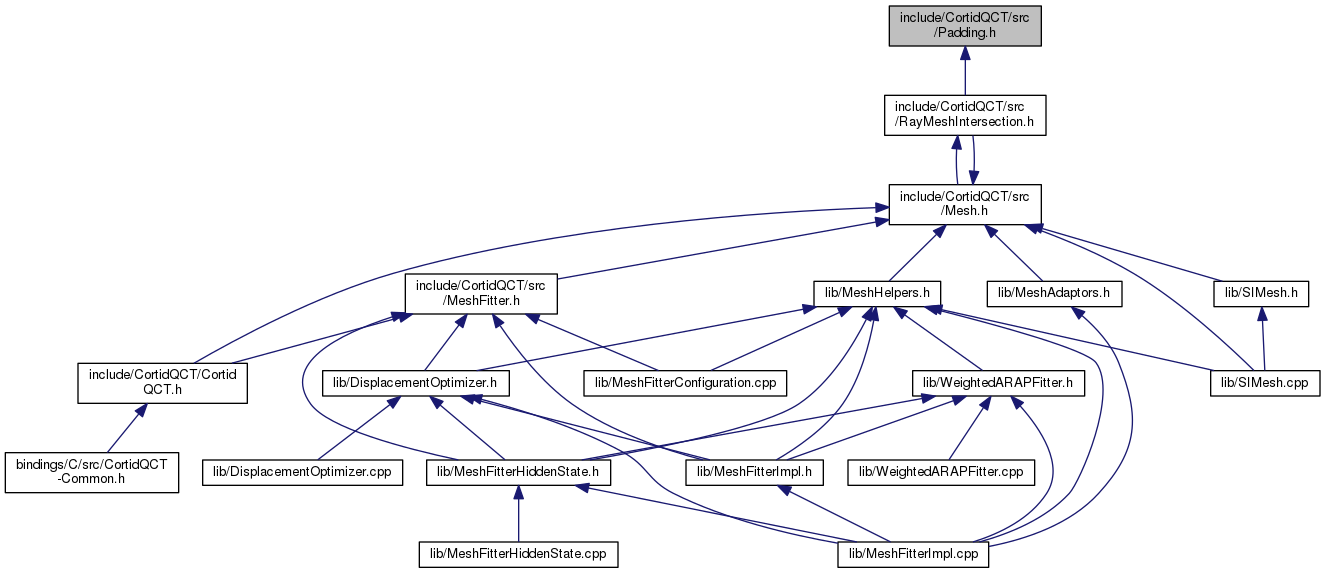 include/CortidQCT/src
/Padding.h
include/CortidQCT/src
/RayMeshIntersection.h
include/CortidQCT/src
/Mesh.h
include/CortidQCT/src
/MeshFitter.h
lib/MeshHelpers.h
lib/MeshAdaptors.h
lib/SIMesh.h
include/CortidQCT/Cortid
QCT.h
lib/DisplacementOptimizer.h
lib/MeshFitterConfiguration.cpp
lib/WeightedARAPFitter.h
lib/SIMesh.cpp
bindings/C/src/CortidQCT
-Common.h
lib/DisplacementOptimizer.cpp
lib/MeshFitterHiddenState.h
lib/MeshFitterImpl.h
lib/WeightedARAPFitter.cpp
lib/MeshFitterHiddenState.cpp
lib/MeshFitterImpl.cpp